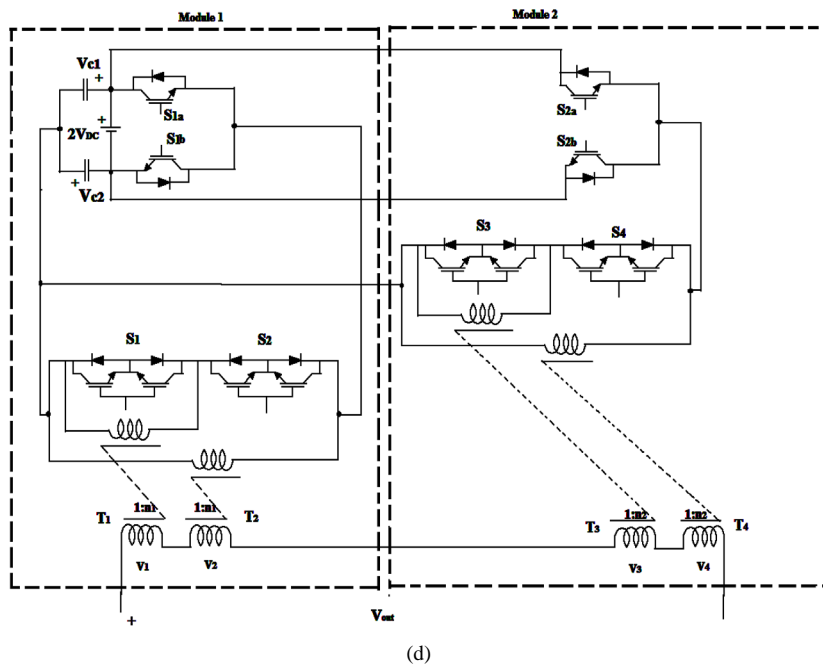 Module 1
Module 2
Vc1
+
S1a
+
2VDC
S1b
+
Vc2
S2a
S2b
S3
S4
S1
S2
T1
1:n1
1:n1
T2
V1
V2
T3
1:n2
1:n2
T4
V3
V4
+
Vout
(d)